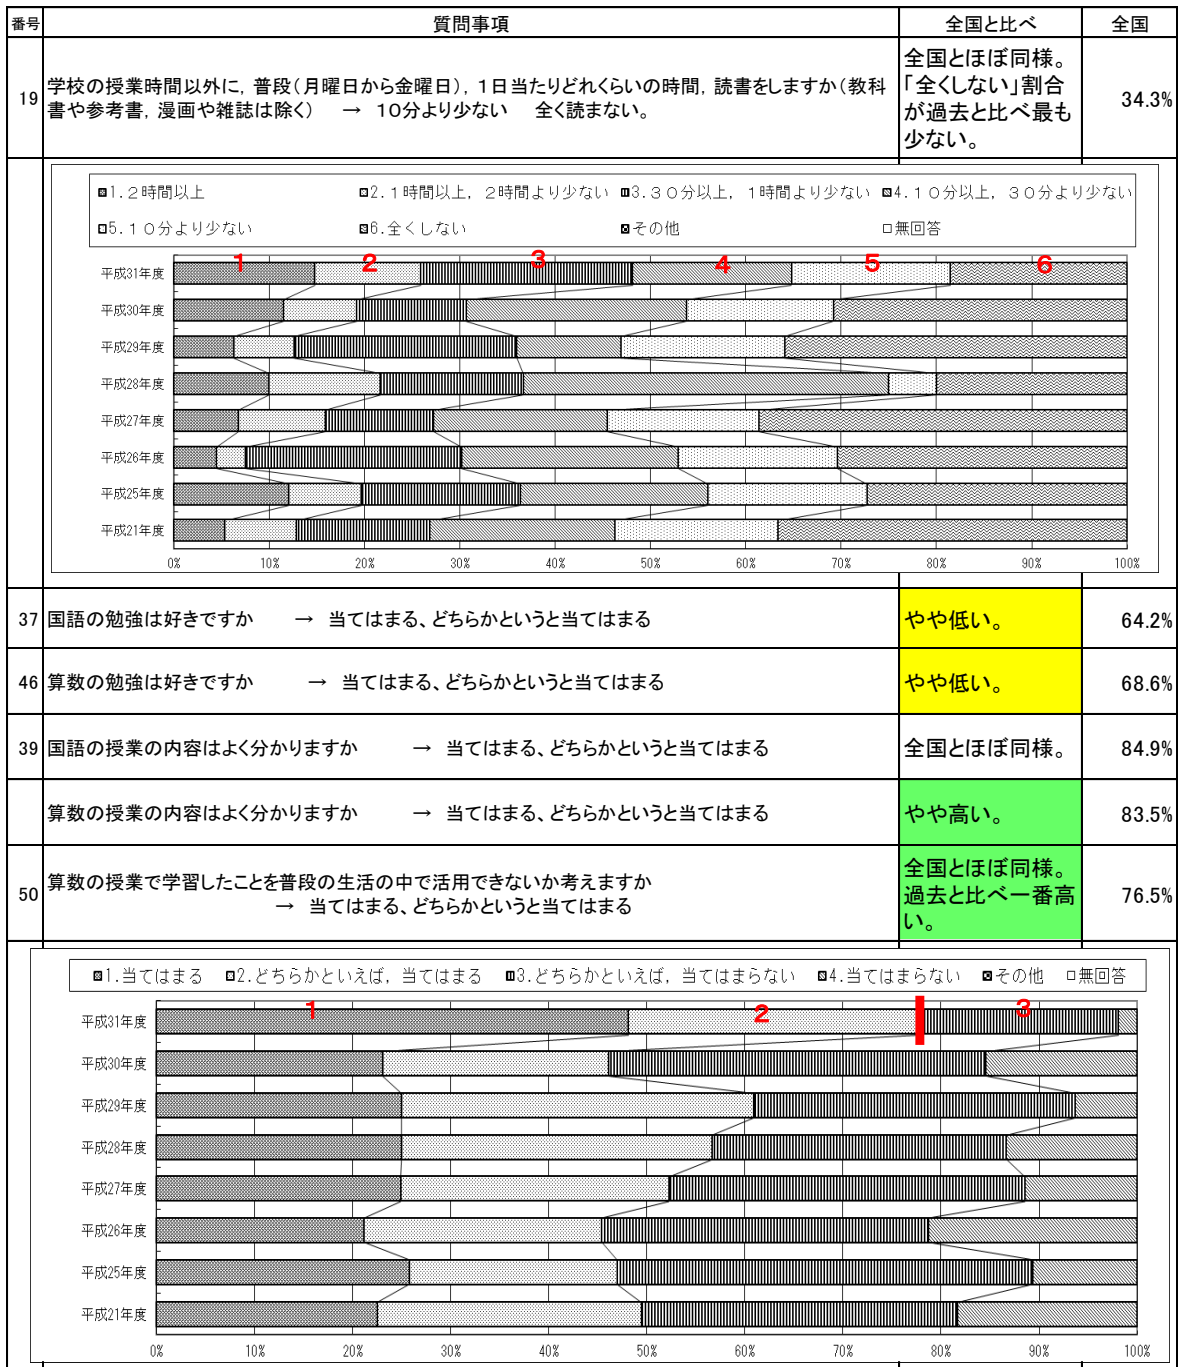 番号 質問事項 全国と比べ 全国
19 学校の授業時間以外に，普段（月曜日から金曜日），１日当たりどれくらいの時間，読書をしますか（教科
書や参考書，漫画や雑誌は除く） → １０分より少ない 全く読まない。
全国とほぼ同様。
「全くしない」割合
が過去と比べ最も
少ない。
34.3%
1.２時間以上 2.１時間以上，２時間より少ない 3.３０分以上，１時間より少ない 4.１０分以上，３０分より少ない
5.１０分より少ない 6.全くしない その他 無回答
平成31年度 1 2 3 4 5 6
平成30年度
平成29年度
平成28年度
平成27年度
平成26年度
平成25年度
平成21年度
0% 10% 20% 30% 40% 50% 60% 70% 80% 90% 100%
37 国語の勉強は好きですか → 当てはまる、どちらかというと当てはまる やや低い。 64.2%
46 算数の勉強は好きですか → 当てはまる、どちらかというと当てはまる やや低い。 68.6%
39 国語の授業の内容はよく分かりますか → 当てはまる、どちらかというと当てはまる 全国とほぼ同様。 84.9%
算数の授業の内容はよく分かりますか → 当てはまる、どちらかというと当てはまる やや高い。 83.5%
50 算数の授業で学習したことを普段の生活の中で活用できないか考えますか
→ 当てはまる、どちらかというと当てはまる
全国とほぼ同様。
過去と比べ一番高
い。
76.5%
1.当てはまる 2.どちらかといえば，当てはまる 3.どちらかといえば，当てはまらない 4.当てはまらない その他 無回答
平成31年度 1 2 3
平成30年度
平成29年度
平成28年度
平成27年度
平成26年度
平成25年度
平成21年度
0% 10% 20% 30% 40% 50% 60% 70% 80% 90% 100%